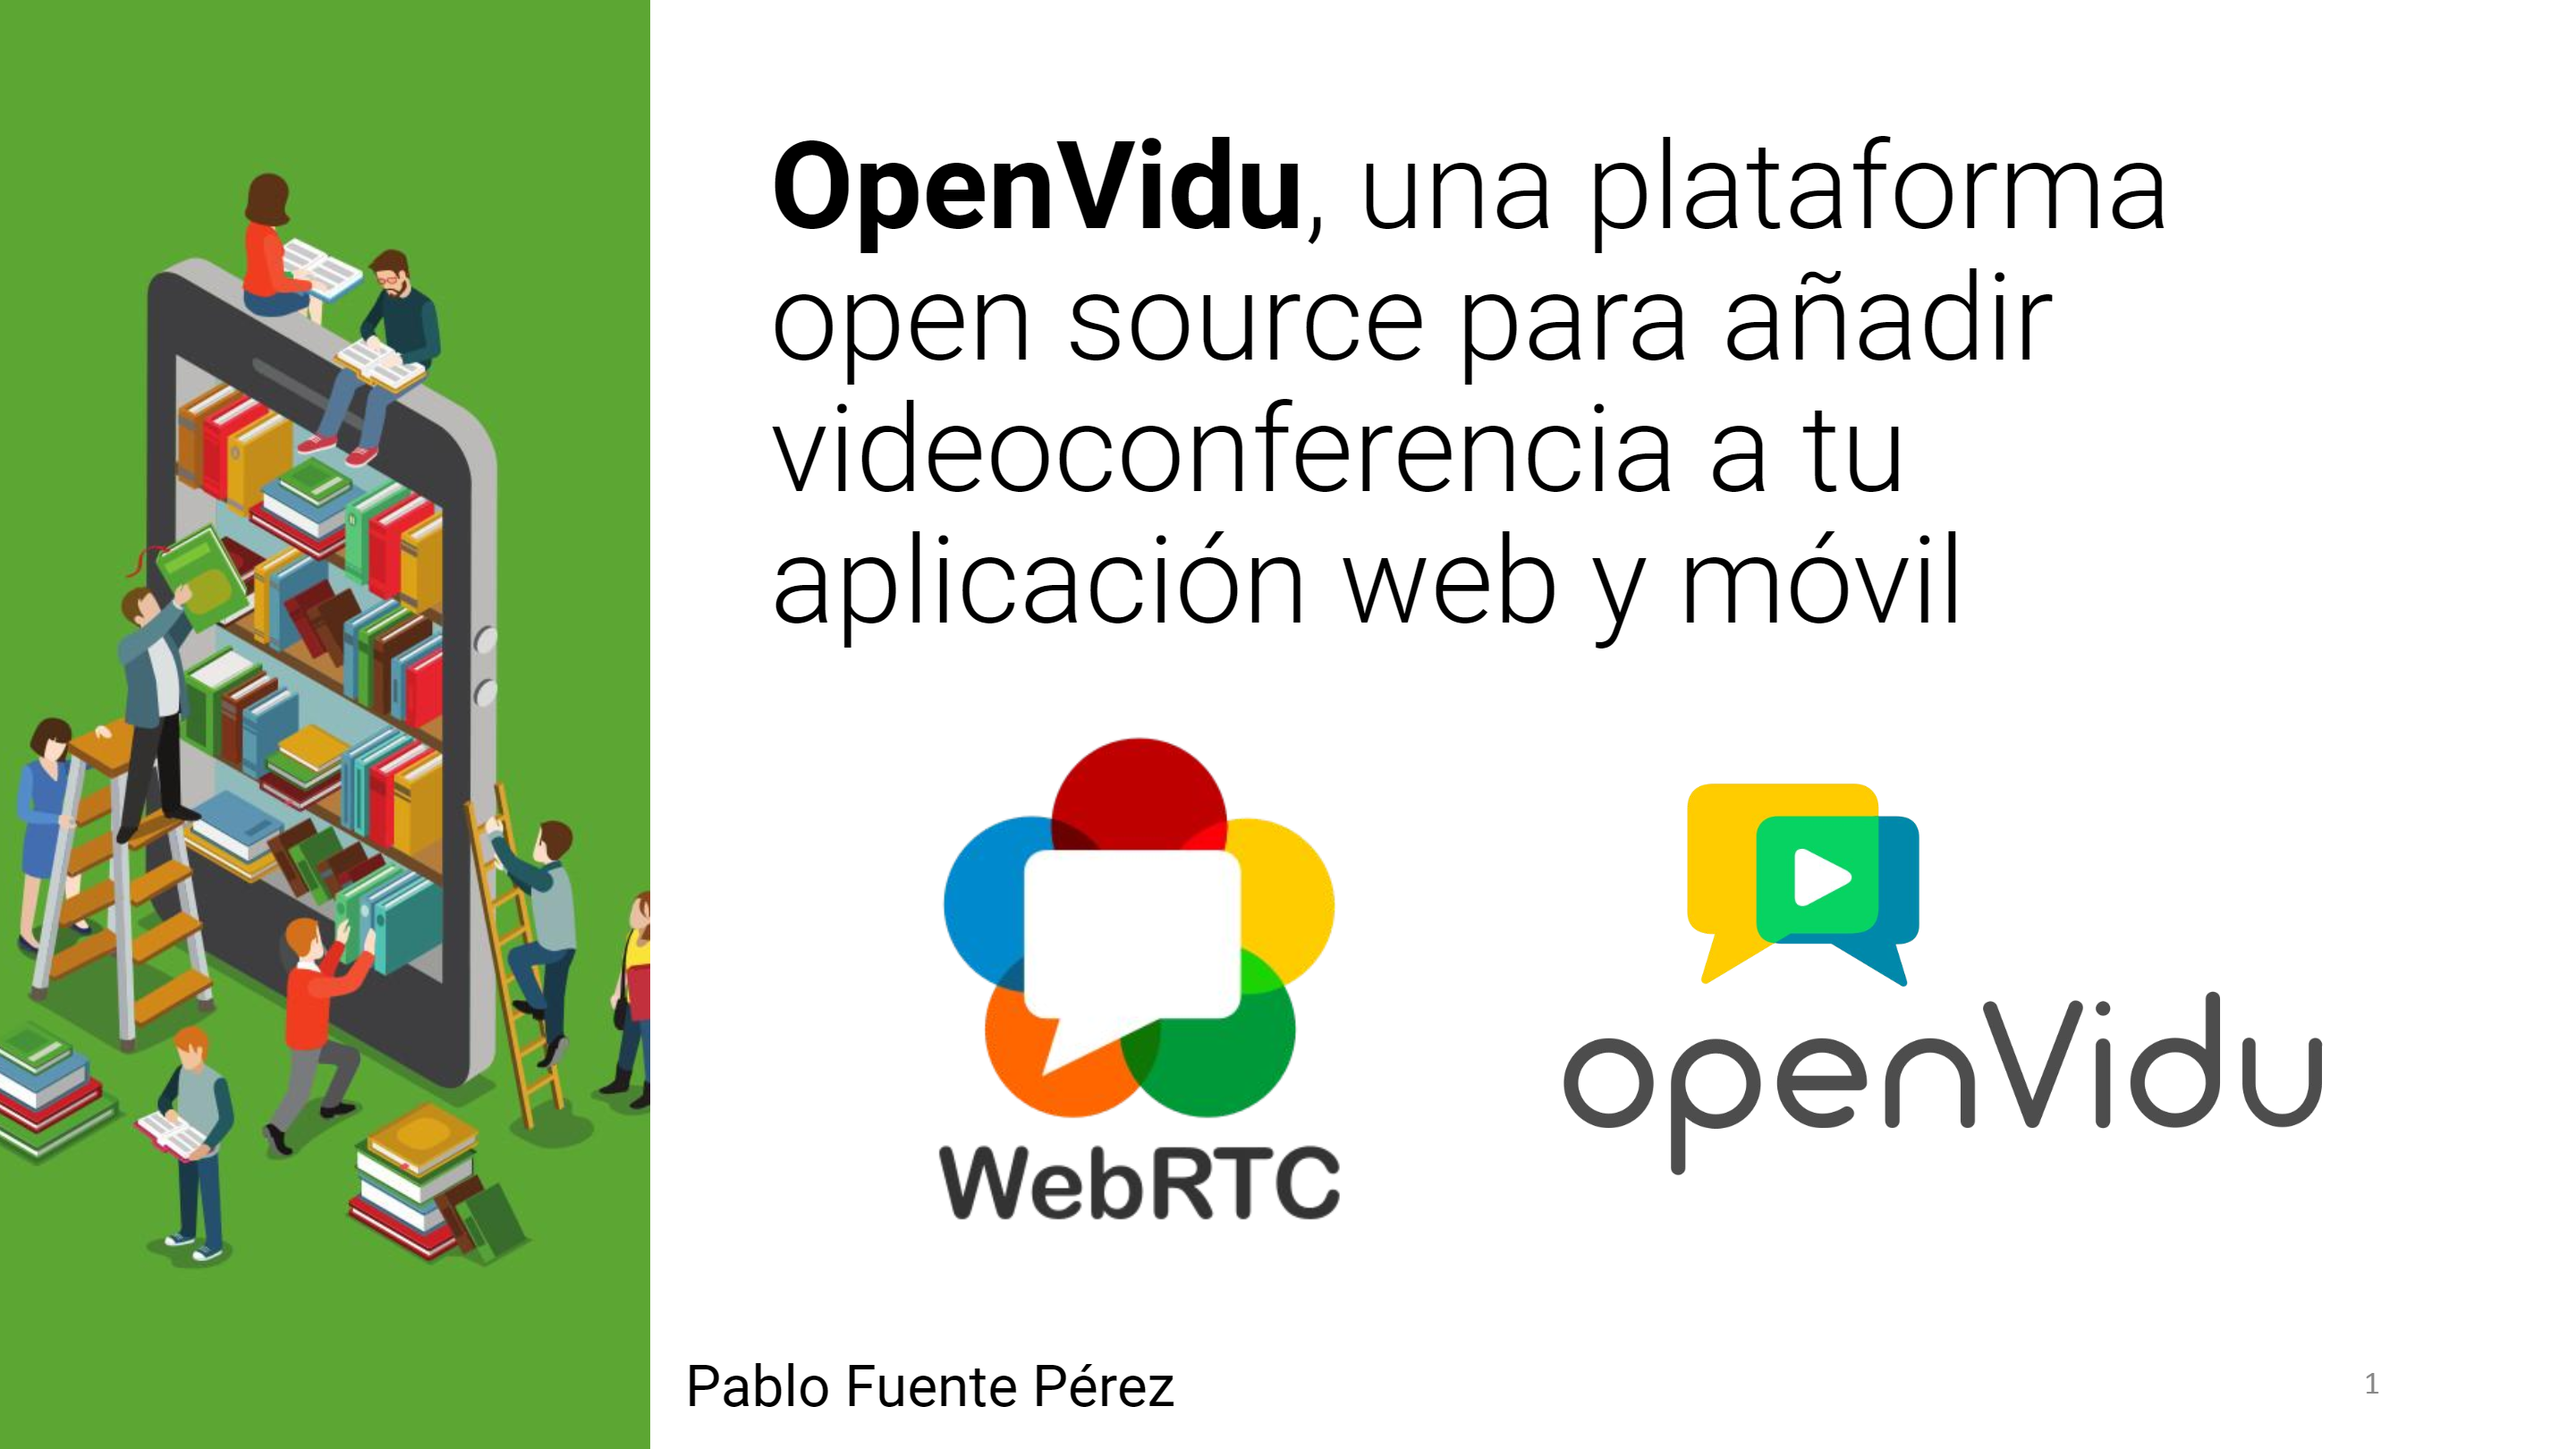 OpenVidu, una plataforma
open source para añadir
videoconferencia a tu
aplicación web y móvil
WebRTC
openVidu
Pablo Fuente Pérez
1